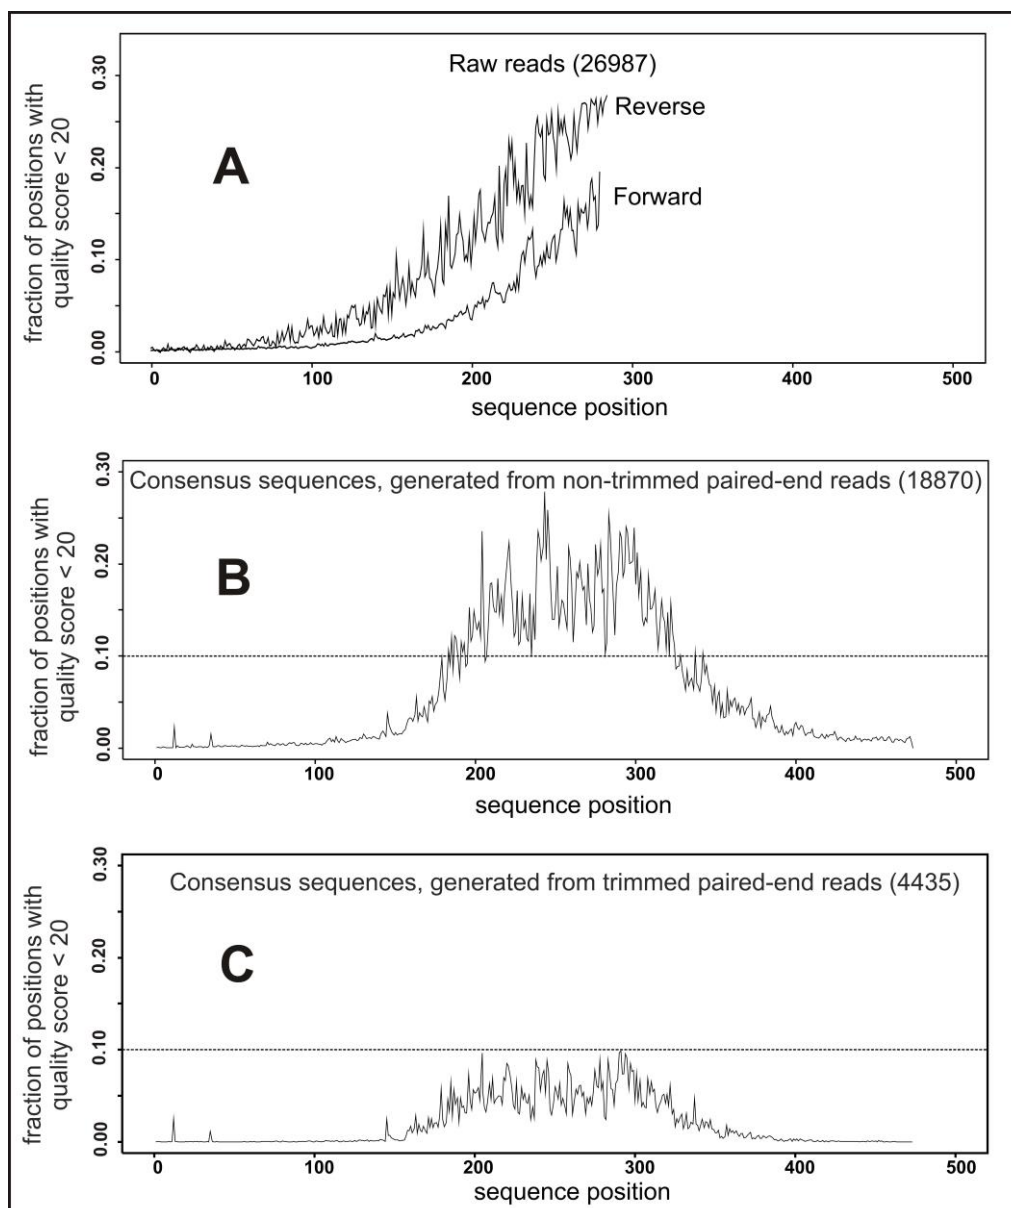 Raw reads (26987)
Reverse
Forward
A
fraction of positions with
quality score < 20
0.30
0.20
0.10
0.00
0 100 200 300 400 500
sequence position
Consensus sequences, generated from non-trimmed paired-end reads (18870)
B
fraction of positions with
quality score < 20
0.30
0.20
0.10
0.00
0 100 200 300 400 500
sequence position
Consensus sequences, generated from trimmed paired-end reads (4435)
C
fraction of positions with
quality score < 20
0.30
0.20
0.10
0.00
0 100 200 300 400 500
sequence position